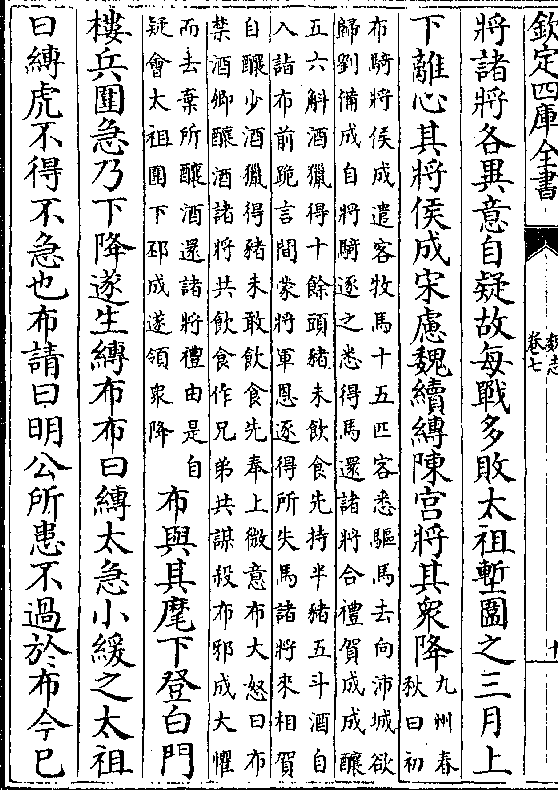 欽定四庫全書
魏志
卷七
將諸將各異意自疑故每戰多敗太祖塹圍之三月上
下離心其將侯成宋慮魏續縛陳宮將其衆降
九州春
秋曰初
布騎將侯成遣客牧馬十五匹客悉驅馬去向沛城欲
歸劉備成自將騎逐之悉得馬還諸將合禮賀成成釀
五六斛酒獵得十餘頭豬未飲食先持半豬五斗酒自
入詣布前跪言間蒙將軍恩逐得所失馬諸將來相賀
自釀少酒獵得豬未敢飲食先奉上微意布大怒曰布
禁酒卿釀酒諸將共飲食作兄弟共謀殺布邪成大懼
而去棄所釀酒還諸將禮由是自
疑會太祖圍下邳成遂領衆降
布與其麾下登白門
樓兵圍急乃下降遂生縛布布曰縛太急小緩之太祖
曰縛虎不得不急也布請曰明公所患不過於布今已